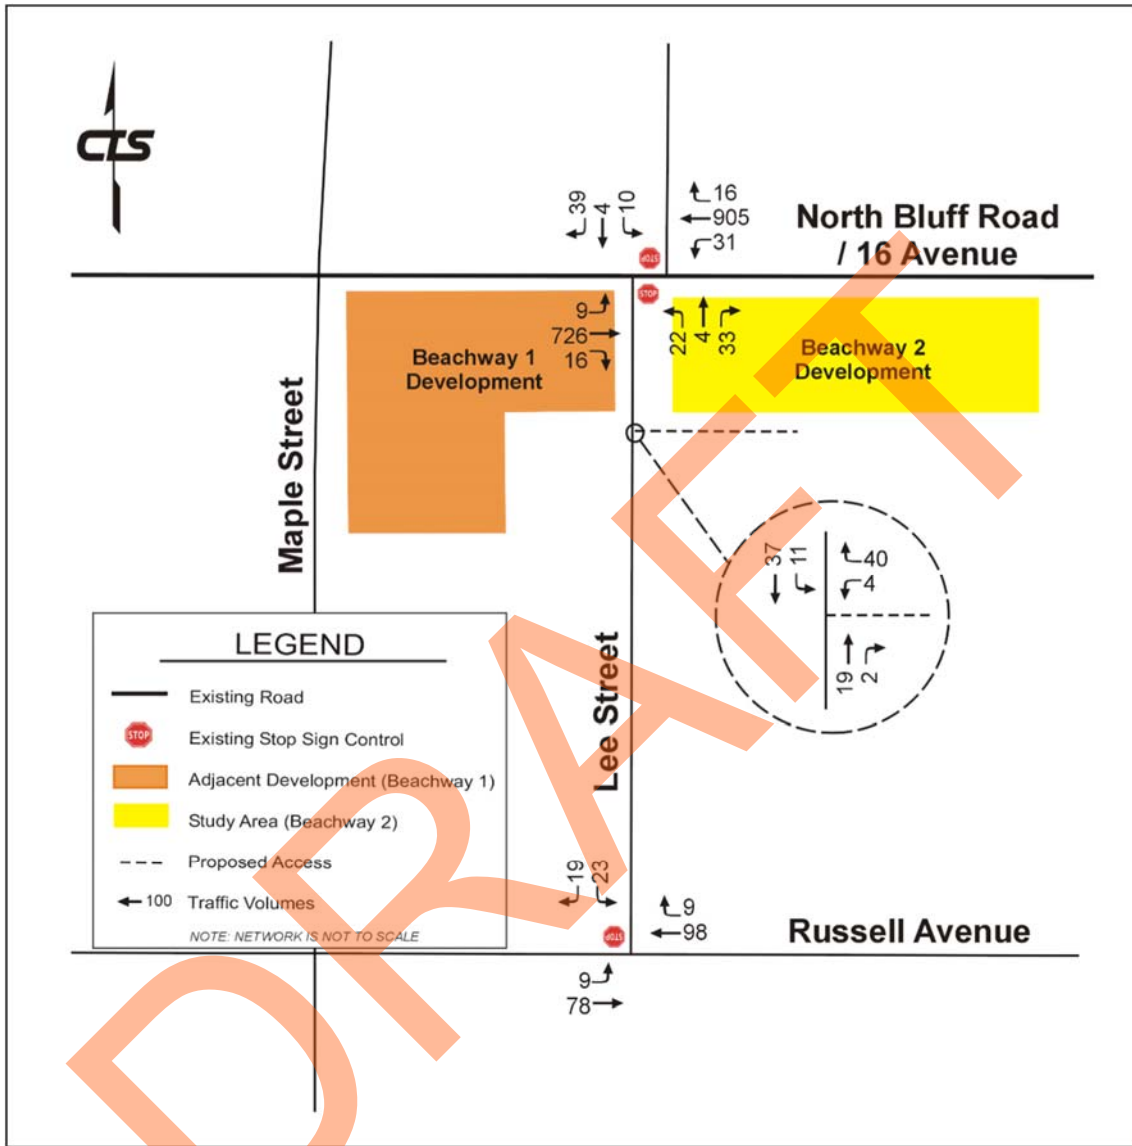 CTS
39
4
10
16
905
31
North Bluff Road
/ 16 Avenue
STOP
STOP
9
726
16
22
4
33
Beachway 1
Development
Beachway 2
Development
Maple Street
37
11
40
4
19
2
LEGEND
Existing Road
STOP
Existing Stop Sign Control
Adjacent Development (Beachway 1)
Study Area (Beachway 2)
Proposed Access
100
Traffic Volumes
NOTE: NETWORK IS NOT TO SCALE
Lee Street
19
23
9
98
STOP
Russell Avenue
9
78
DRAFT